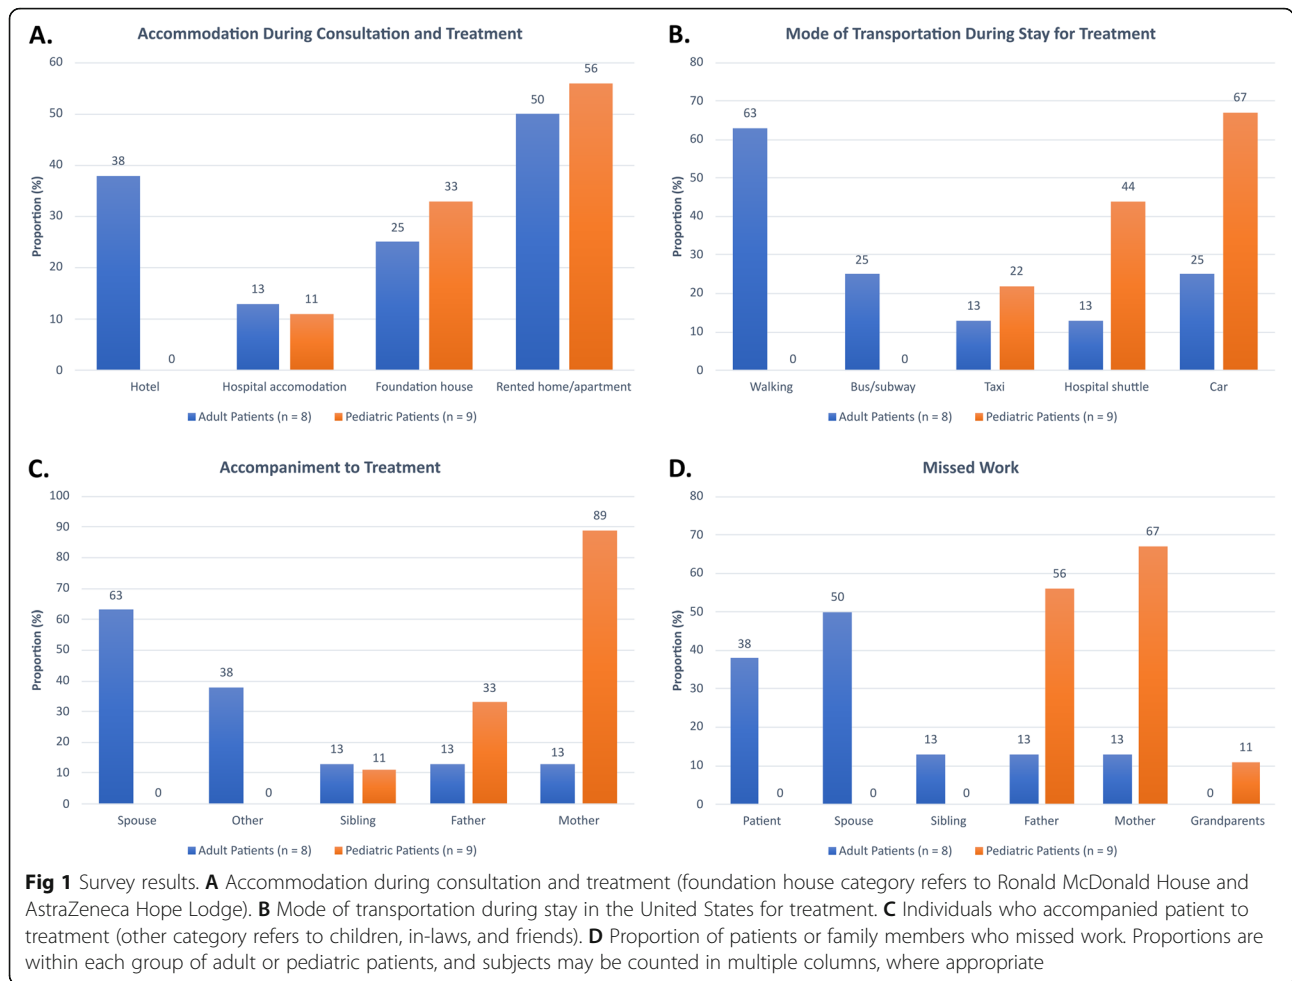 A.
Accommodation During Consultation and Treatment
Proportion (%)
60
50
40
30
20
10
0
38
0
13
11
25
33
50
56
Hotel
Hospital accomodation
Foundation house
Rented home/apartment
Adult Patients (n = 8)
Pediatric Patients (n = 9)
B.
Mode of Transportation During Stay for Treatment
Proportion (%)
80
70
60
50
40
30
20
10
0
63
0
25
0
13
22
13
44
25
67
Walking
Bus/subway
Taxi
Hospital shuttle
Car
Adult Patients (n = 8)
Pediatric Patients (n = 9)
C.
Accompaniment to Treatment
Proportion (%)
100
90
80
70
60
50
40
30
20
10
0
63
0
38
0
13
11
13
33
13
89
Spouse
Other
Sibling
Father
Mother
Adult Patients (n = 8)
Pediatric Patients (n = 9)
D.
Missed Work
Proportion (%)
80
70
60
50
40
30
20
10
0
38
0
50
0
13
0
13
56
13
67
0
11
Patient
Spouse
Sibling
Father
Mother
Grandparents
Adult Patients (n = 8)
Pediatric Patients (n = 9)
Fig 1 Survey results. A Accommodation during consultation and treatment (foundation house category refers to Ronald McDonald House and
AstraZeneca Hope Lodge). B Mode of transportation during stay in the United States for treatment. C Individuals who accompanied patient to
treatment (other category refers to children, in-laws, and friends). D Proportion of patients or family members who missed work. Proportions are
within each group of adult or pediatric patients, and subjects may be counted in multiple columns, where appropriate